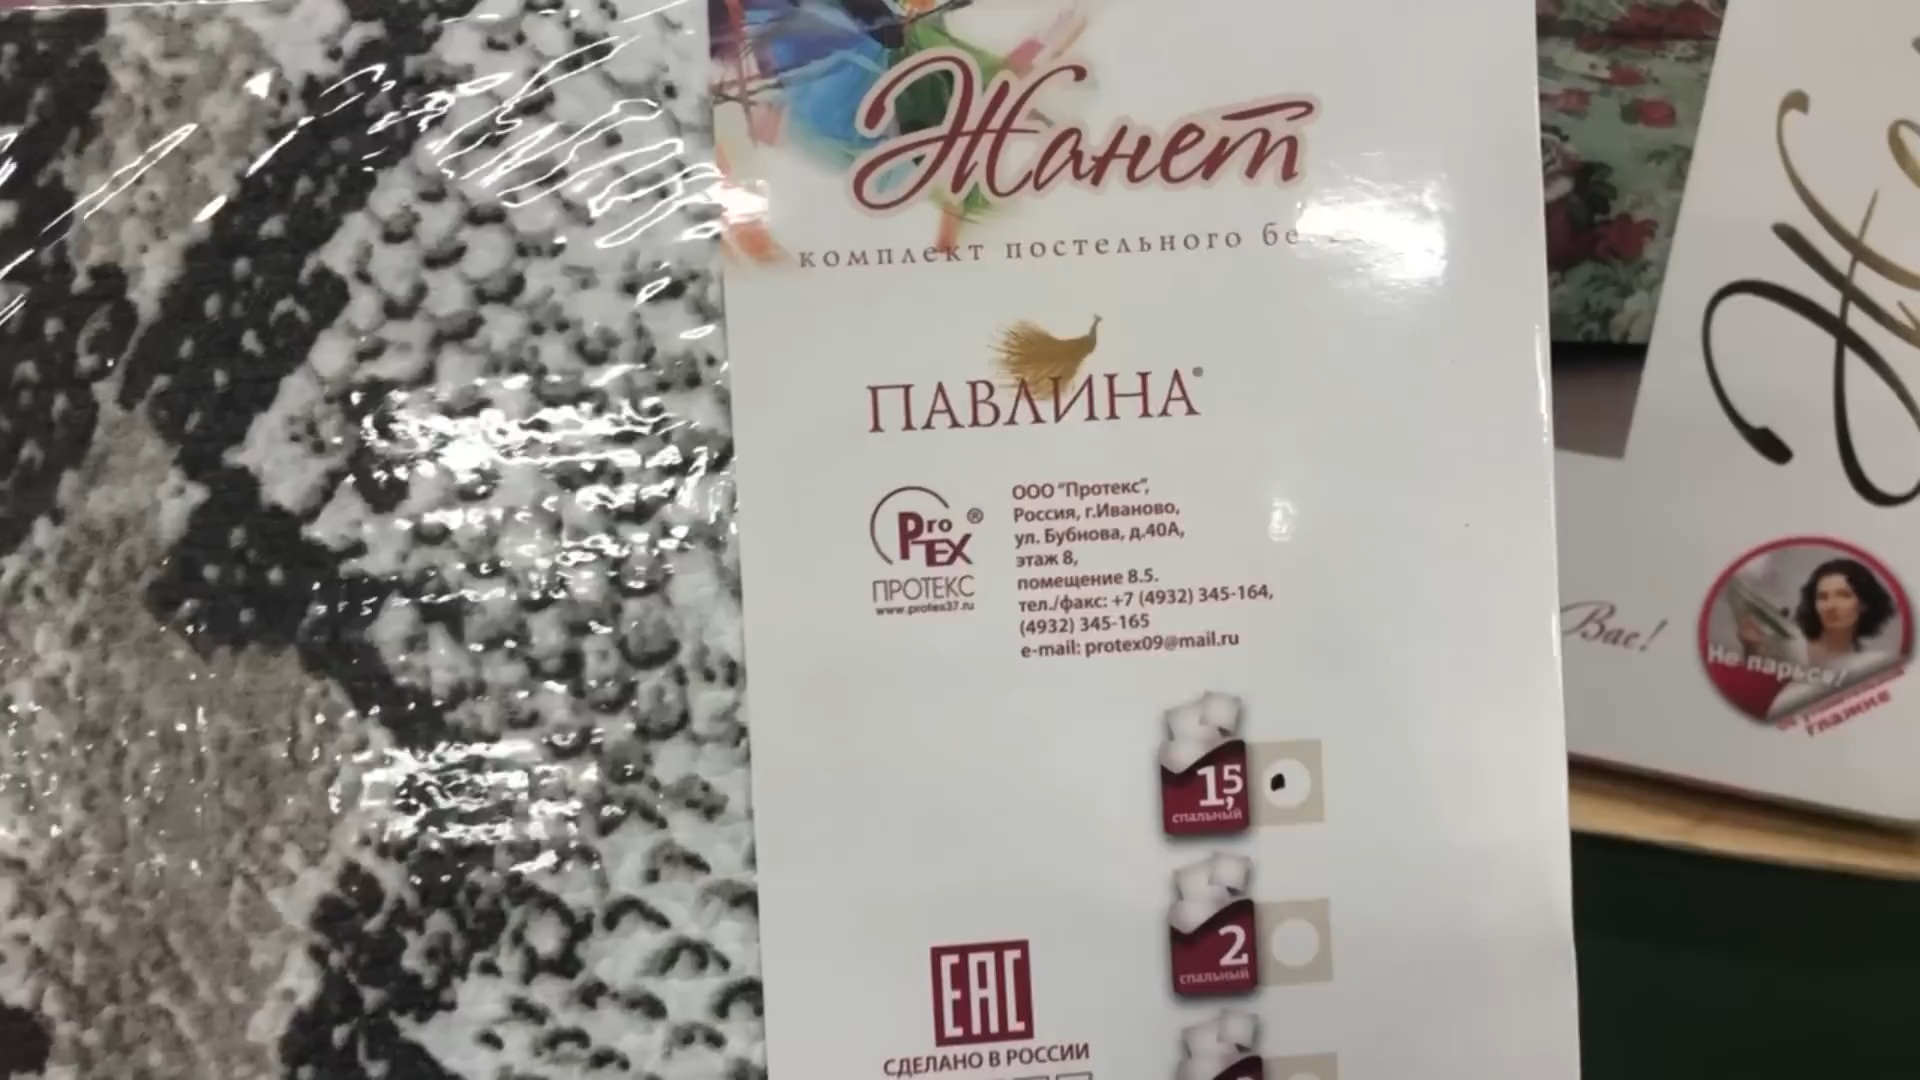 Жанет
комплект постельного
ПАВЛИНА®
ProTEX®
ПРОТЕКС
www.protex37.ru
ООО "Протекс",
Россия, г.Иваново,
ул. Бубнова, д.40А,
этаж 8,
помещение 8.5.
тел./факс: +7 (4932) 345-164,
(4932) 345-165
e-mail: protex09@mail.ru
1,5
спальный
2
спальный
EAC
СДЕЛАНО В РОССИИ
Вас!
Не парься!
глажке